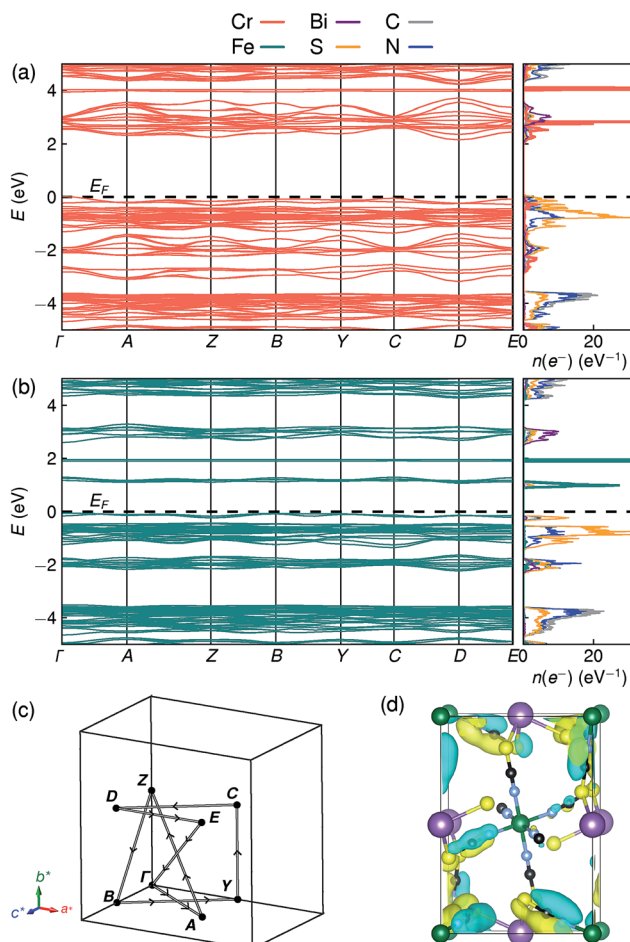 Cr Bi C
Fe S N
(a)
4
2
E_F
0
−2
−4
E (eV)
Γ A Z B Y C D E
0 20
n(e⁻) (eV⁻¹)
(b)
4
2
E_F
0
−2
−4
E (eV)
Γ A Z B Y C D E
0 20
n(e⁻) (eV⁻¹)
(c) (d)
Z
D C
E
Γ
B Y
A
b*
c* a*